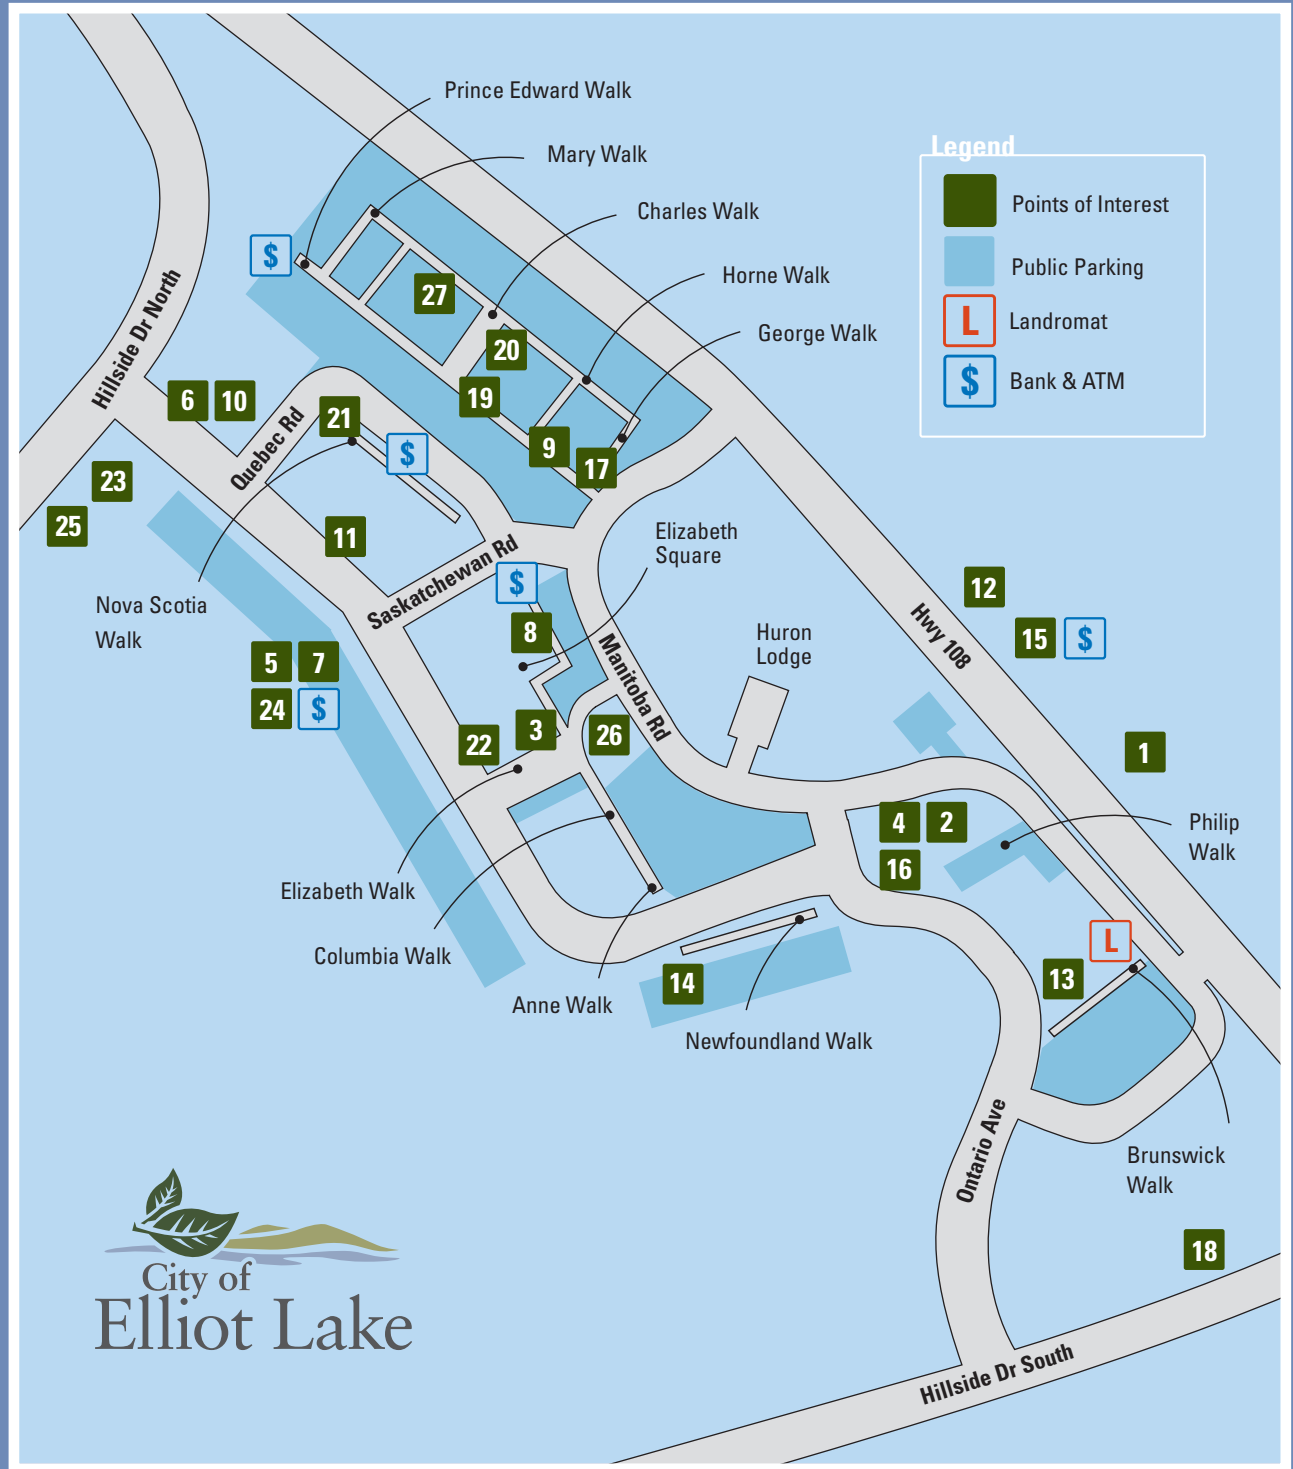 Prince Edward Walk
Mary Walk
Charles Walk
Horne Walk
George Walk
Legend
Points of Interest
Public Parking
L
Landromat
$
Bank & ATM
$
27
20
19
9
17
Hillside Dr North
6
10
Quebec Rd
21
$
23
25
11
Nova Scotia
Walk
Saskatchewan Rd
Elizabeth
Square
$
8
5
7
24
$
22
3
26
Manitoba Rd
Huron
Lodge
Hwy 108
12
15
$
1
4
2
16
Philip
Walk
Elizabeth Walk
Columbia Walk
Anne Walk
14
Newfoundland Walk
L
13
Brunswick
Walk
Ontario Ave
18
Hillside Dr South
City of
Elliot Lake